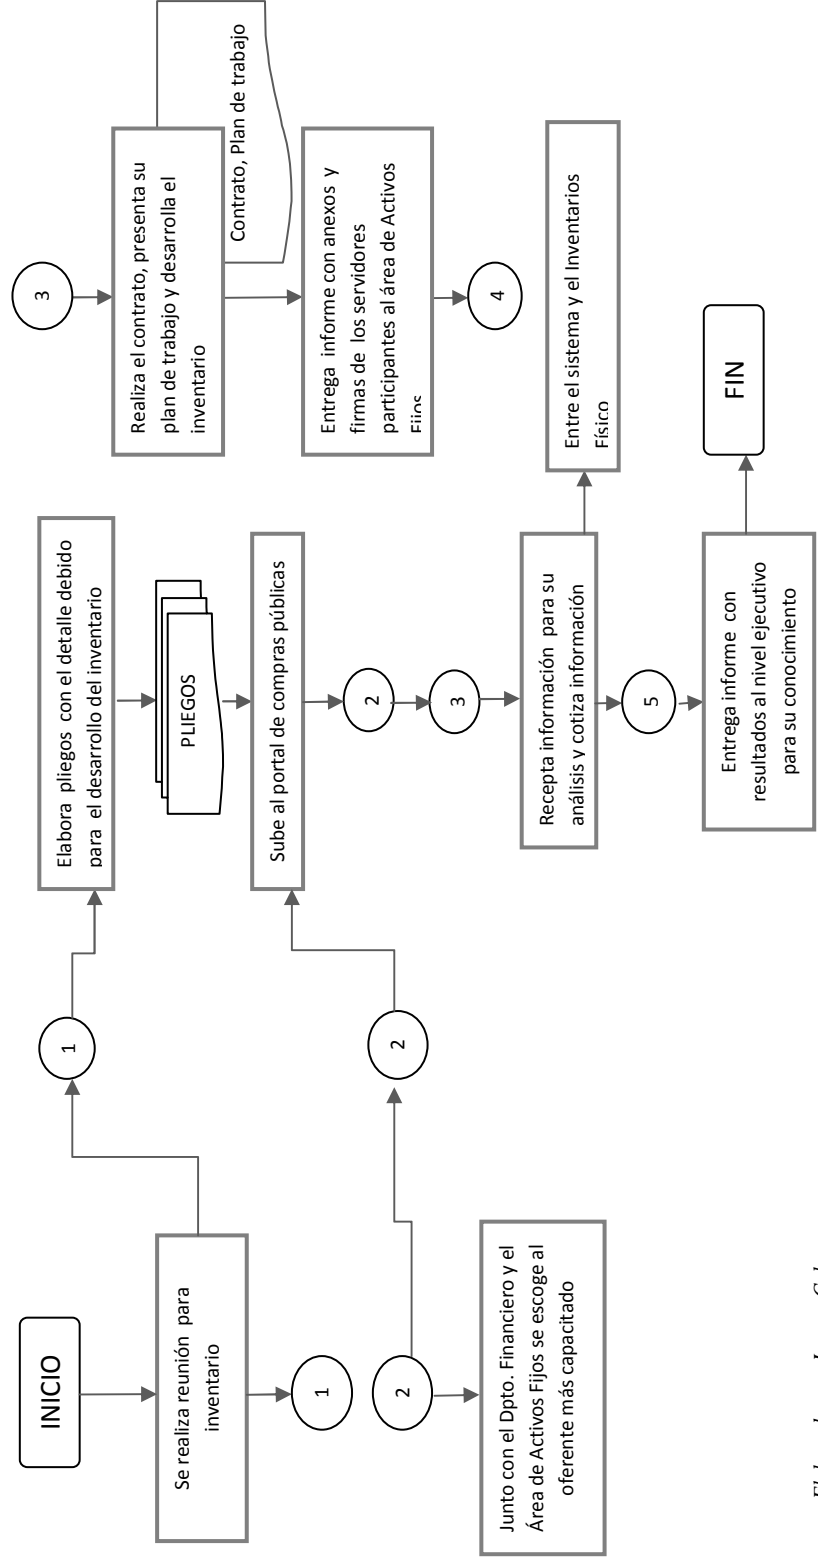 INICIO
Se realiza reunión para
inventario
1
2
Junto con el Dpto. Financiero y el
Área de Activos Fijos se escoge al
oferente más capacitado
1
2
Elabora pliegos con el detalle debido
para el desarrollo del inventario
PLIEGOS
Sube al portal de compras públicas
2
3
Recepta información para su
análisis y cotiza información
5
Entrega informe con
resultados al nivel ejecutivo
para su conocimiento
3
Realiza el contrato, presenta su
plan de trabajo y desarrolla el
inventario
Contrato, Plan de trabajo
Entrega informe con anexos y
firmas de los servidores
participantes al área de Activos
Fijos
4
Entre el sistema y el Inventarios
Físico
FIN